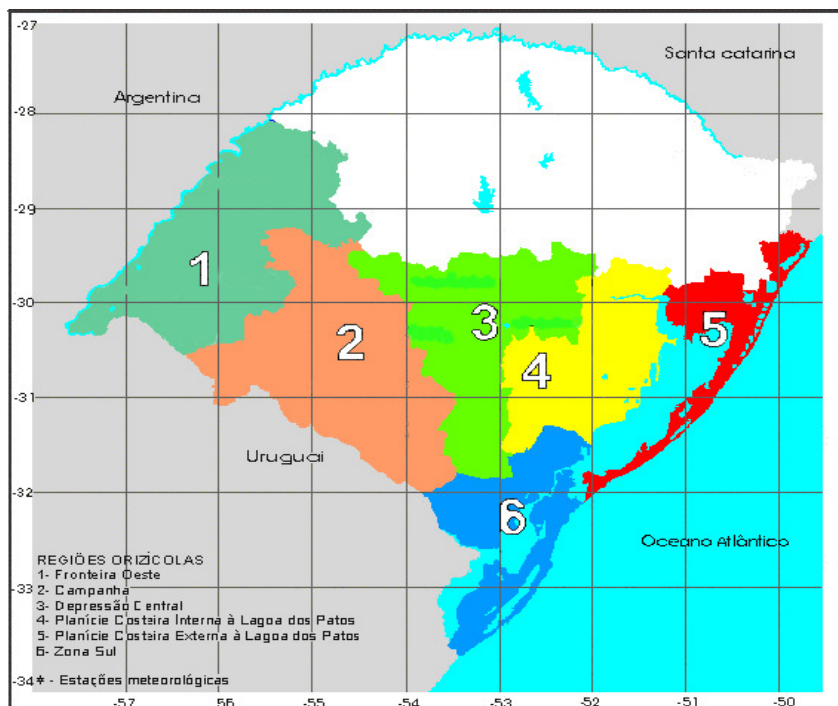 -27
Santa catarina
Argentina
-28
-29
1
-30
3
5
2
4
-31
Uruguai
-32
6
Oceano Atlântico
REGIÕES ORIZÍCOLAS
1- Fronteira Oeste
2- Campanha
-33
3- Depressão Central
4- Planície Costeira Interna à Lagoa dos Patos
5- Planície Costeira Externa à Lagoa dos Patos
6- Zona Sul
-34
* - Estações meteorológicas
-57 -56 -55 -54 -53 -52 -51 -50